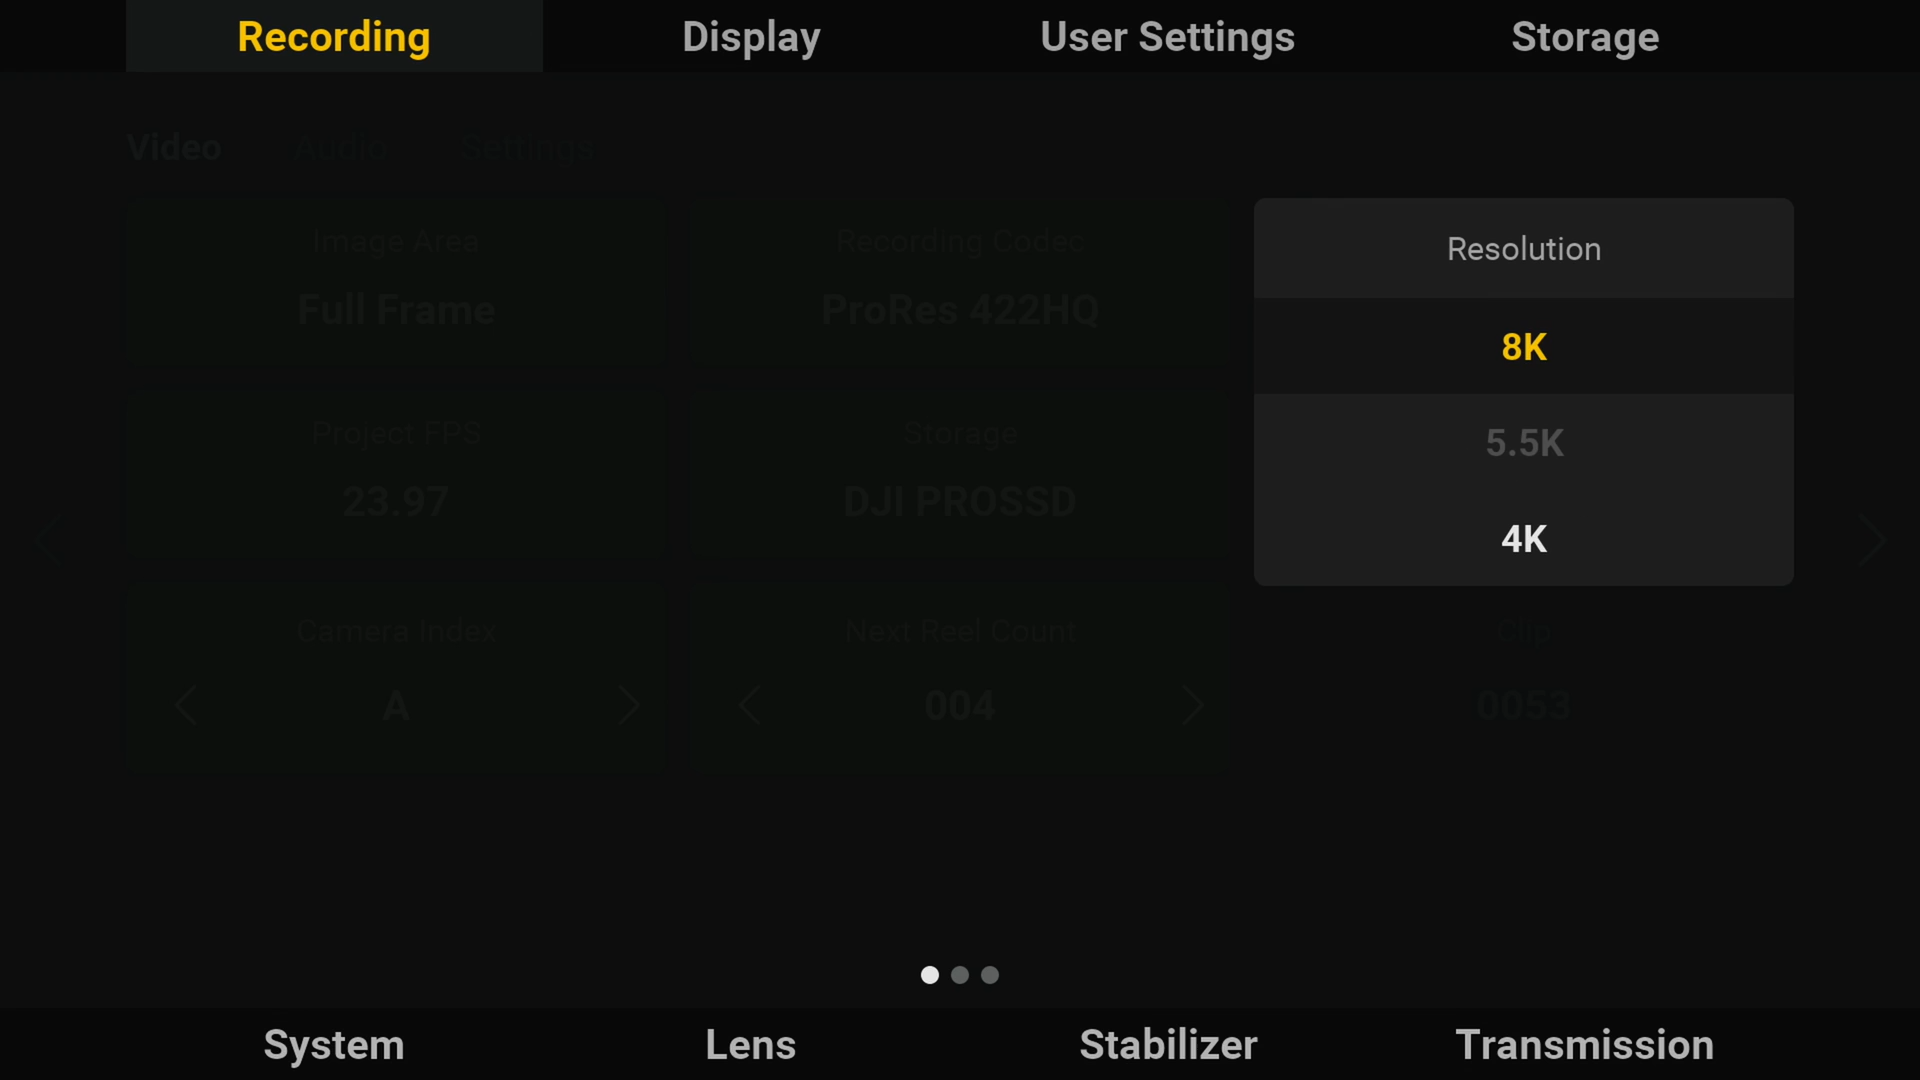 Recording
Display
User Settings
Storage
Video
Audio
Settings
Image Area
Full Frame
Recording Codec
ProRes 422HQ
Resolution
8K
5.5K
4K
Project FPS
23.97
Storage
DJI PROSSD
Camera Index
A
Next Reel Count
004
Clip
0053
System
Lens
Stabilizer
Transmission